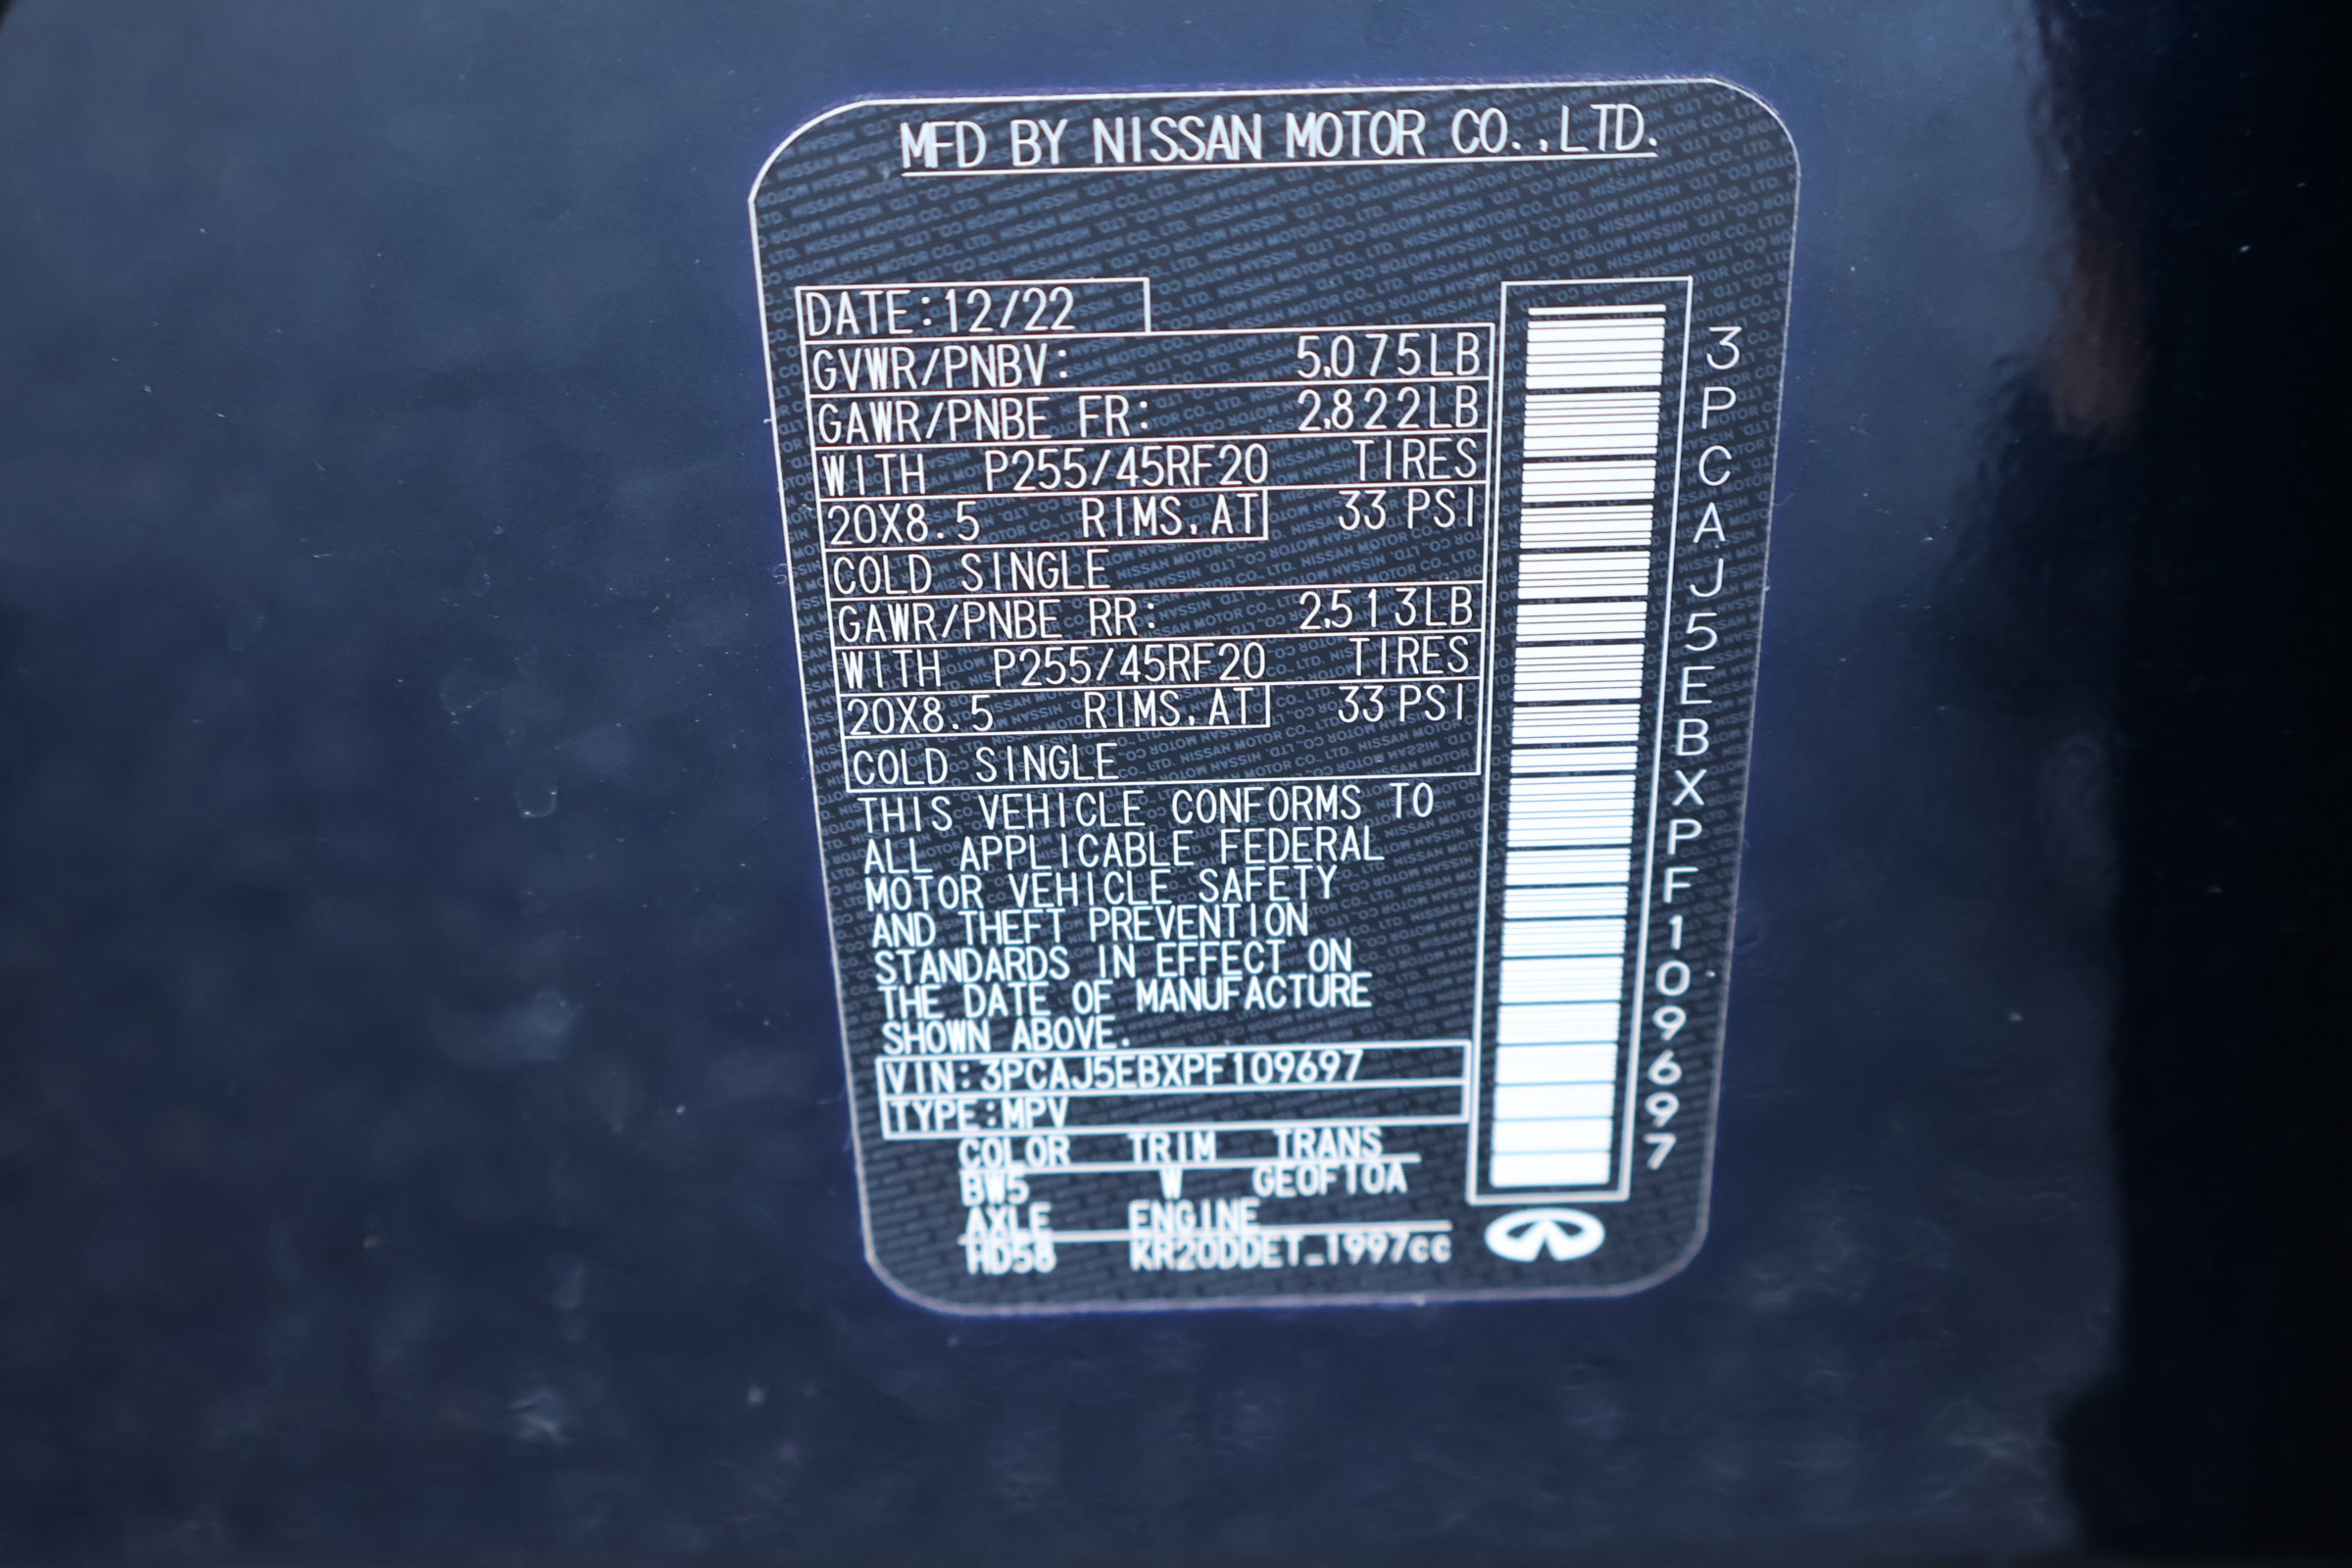 MFD BY NISSAN MOTOR CO.,LTD.
DATE:12/22
GVWR/PNBV: 5,075LB
GAWR/PNBE FR: 2,822LB
WITH P255/45RF20 TIRES
20X8.5 RIMS,AT 33 PSI
COLD SINGLE
GAWR/PNBE RR: 2,513LB
WITH P255/45RF20 TIRES
20X8.5 RIMS,AT 33 PSI
COLD SINGLE
THIS VEHICLE CONFORMS TO
ALL APPLICABLE FEDERAL
MOTOR VEHICLE SAFETY
AND THEFT PREVENTION
STANDARDS IN EFFECT ON
THE DATE OF MANUFACTURE
SHOWN ABOVE.
VIN:3PCAJ5EBXPF109697
TYPE:MPV
COLOR TRIM TRANS
BW5 W GE0F10A
AXLE ENGINE
HD58 KR20DDET_1997cc
3PCAJ5EBXPF109697